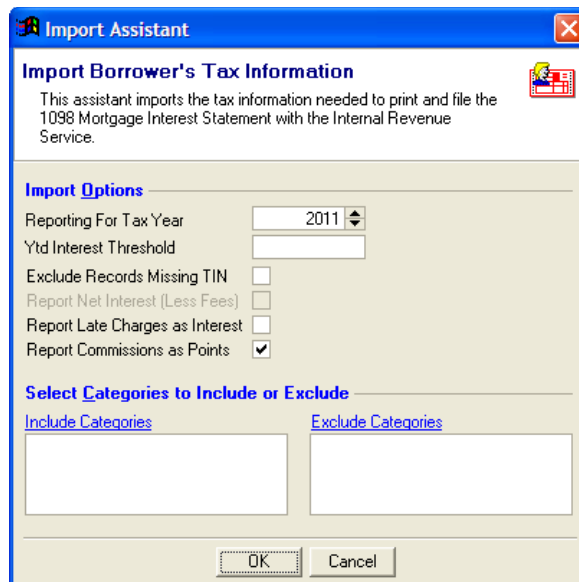 Import Assistant
Import Borrower's Tax Information
This assistant imports the tax information needed to print and file the
1098 Mortgage Interest Statement with the Internal Revenue
Service.
Import Options
Reporting For Tax Year 2011
Ytd Interest Threshold
Exclude Records Missing TIN
Report Net Interest (Less Fees)
Report Late Charges as Interest
Report Commissions as Points
Select Categories to Include or Exclude
Include Categories Exclude Categories
OK Cancel